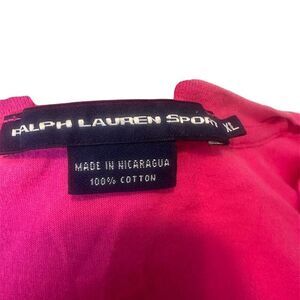 RALPH LAUREN SPORT
XL
MADE IN NICARAGUA
100% COTTON